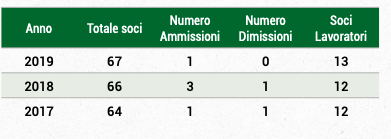 Anno Totale soci Numero Ammissioni Numero Dimissioni Soci Lavoratori
2019 67 1 0 13
2018 66 3 1 12
2017 64 1 1 12